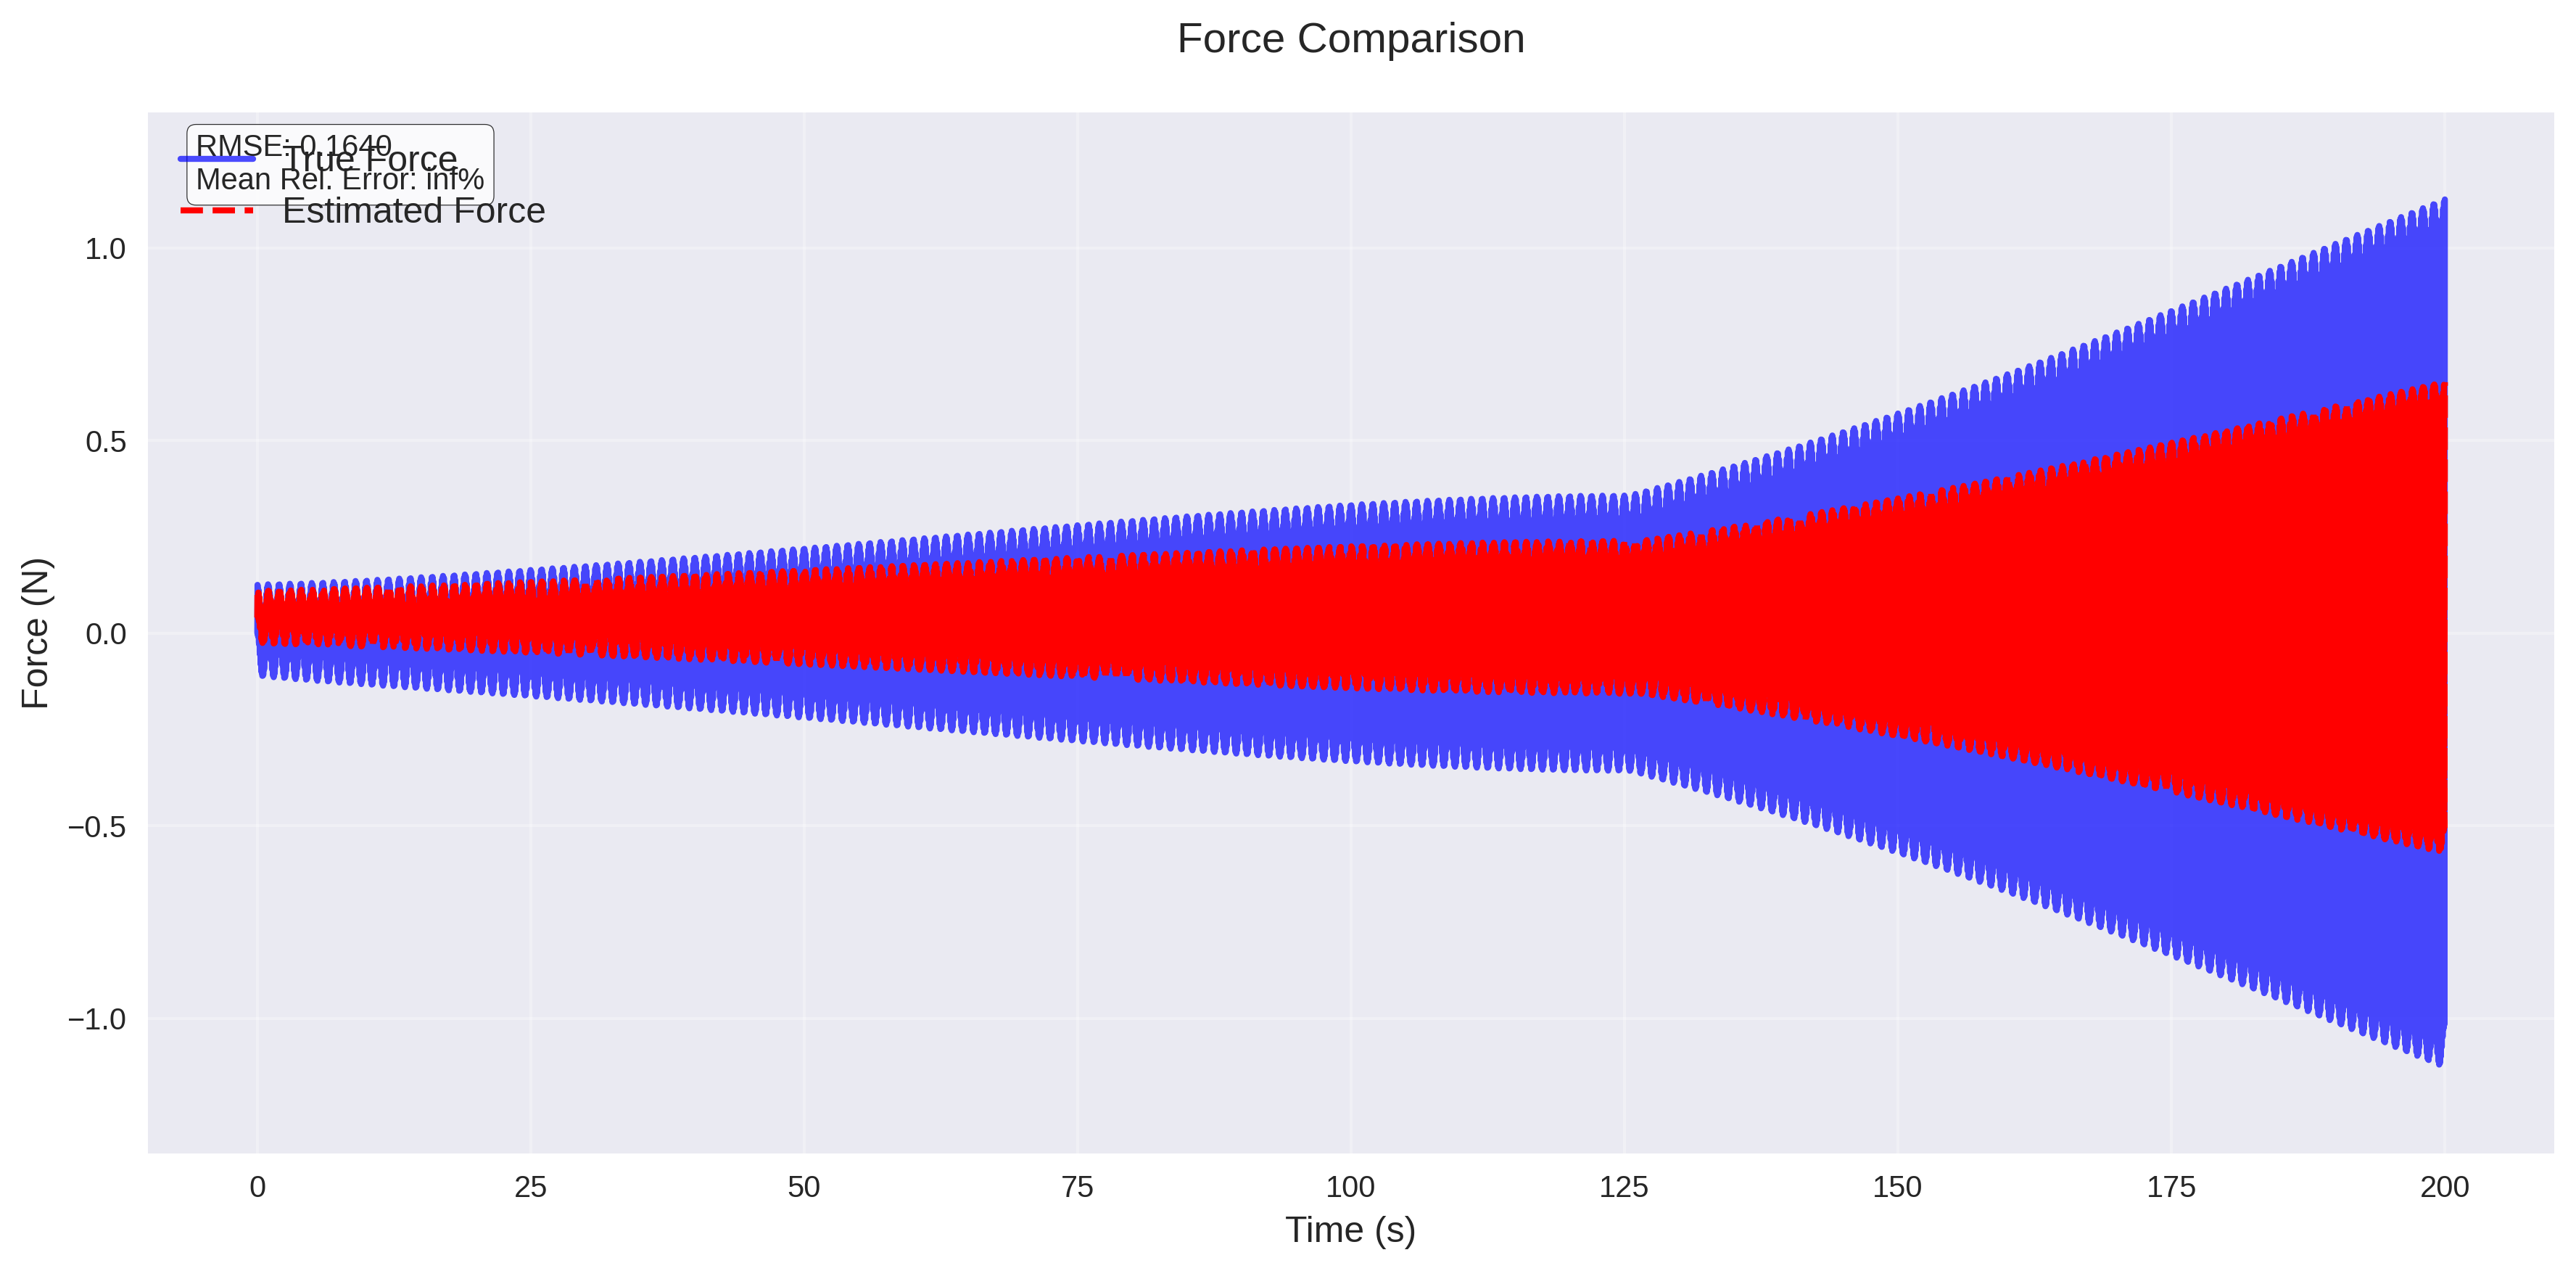 Force Comparison
RMSE: 0.1640
True Force
Mean Rel. Error: inf%
Estimated Force
1.0
0.5
0.0
−0.5
−1.0
Force (N)
0 25 50 75 100 125 150 175 200
Time (s)